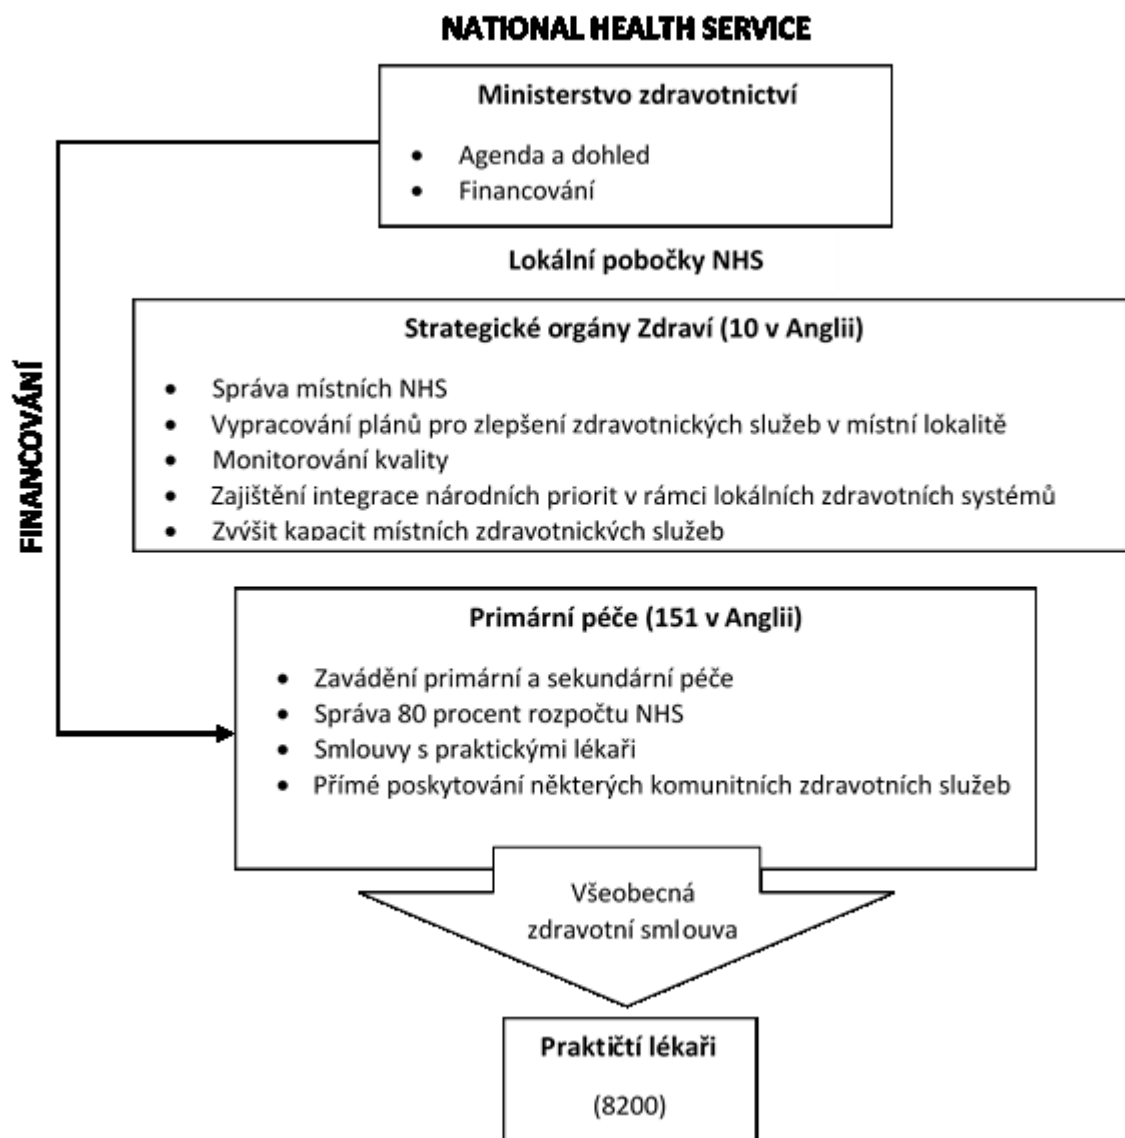 NATIONAL HEALTH SERVICE
Ministerstvo zdravotnictví
• Agenda a dohled
• Financování
Lokální pobočky NHS
Strategické orgány Zdraví (10 v Anglii)
• Správa místních NHS
• Vypracování plánů pro zlepšení zdravotnických služeb v místní lokalitě
• Monitorování kvality
• Zajištění integrace národních priorit v rámci lokálních zdravotních systémů
• Zvýšit kapacit místních zdravotnických služeb
FINANCOVÁNÍ
Primární péče (151 v Anglii)
• Zavádění primární a sekundární péče
• Správa 80 procent rozpočtu NHS
• Smlouvy s praktickými lékaři
• Přímé poskytování některých komunitních zdravotních služeb
Všeobecná
zdravotní smlouva
Praktičtí lékaři
(8200)